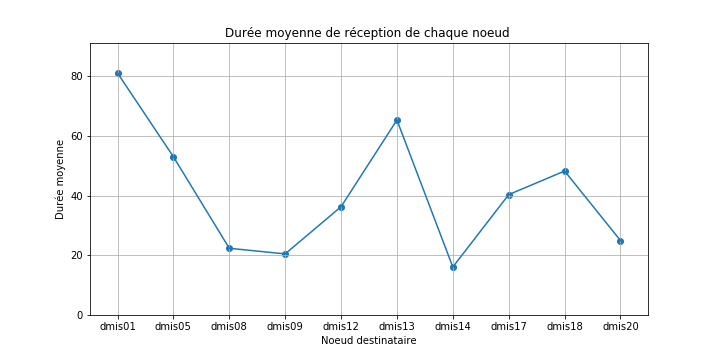 Durée moyenne de réception de chaque noeud
Durée moyenne
80
60
40
20
0
dmis01 dmis05 dmis08 dmis09 dmis12 dmis13 dmis14 dmis17 dmis18 dmis20
Noeud destinataire